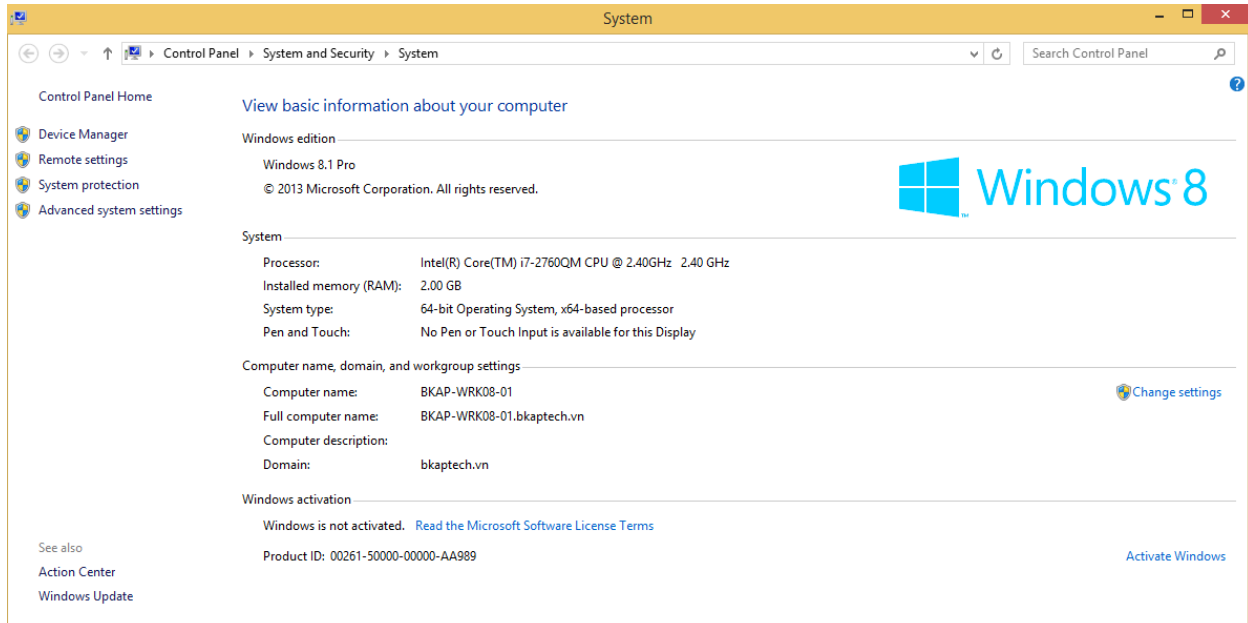 System
Control Panel System and Security System
Search Control Panel
Control Panel Home
Device Manager
Remote settings
System protection
Advanced system settings
See also
Action Center
Windows Update
View basic information about your computer
Windows edition
Windows 8.1 Pro
© 2013 Microsoft Corporation. All rights reserved.
Windows® 8
™
System
Processor: Intel(R) Core(TM) i7-2760QM CPU @ 2.40GHz 2.40 GHz
Installed memory (RAM): 2.00 GB
System type: 64-bit Operating System, x64-based processor
Pen and Touch: No Pen or Touch Input is available for this Display
Computer name, domain, and workgroup settings
Computer name: BKAP-WRK08-01 Change settings
Full computer name: BKAP-WRK08-01.bkaptech.vn
Computer description:
Domain: bkaptech.vn
Windows activation
Windows is not activated. Read the Microsoft Software License Terms
Product ID: 00261-50000-00000-AA989 Activate Windows